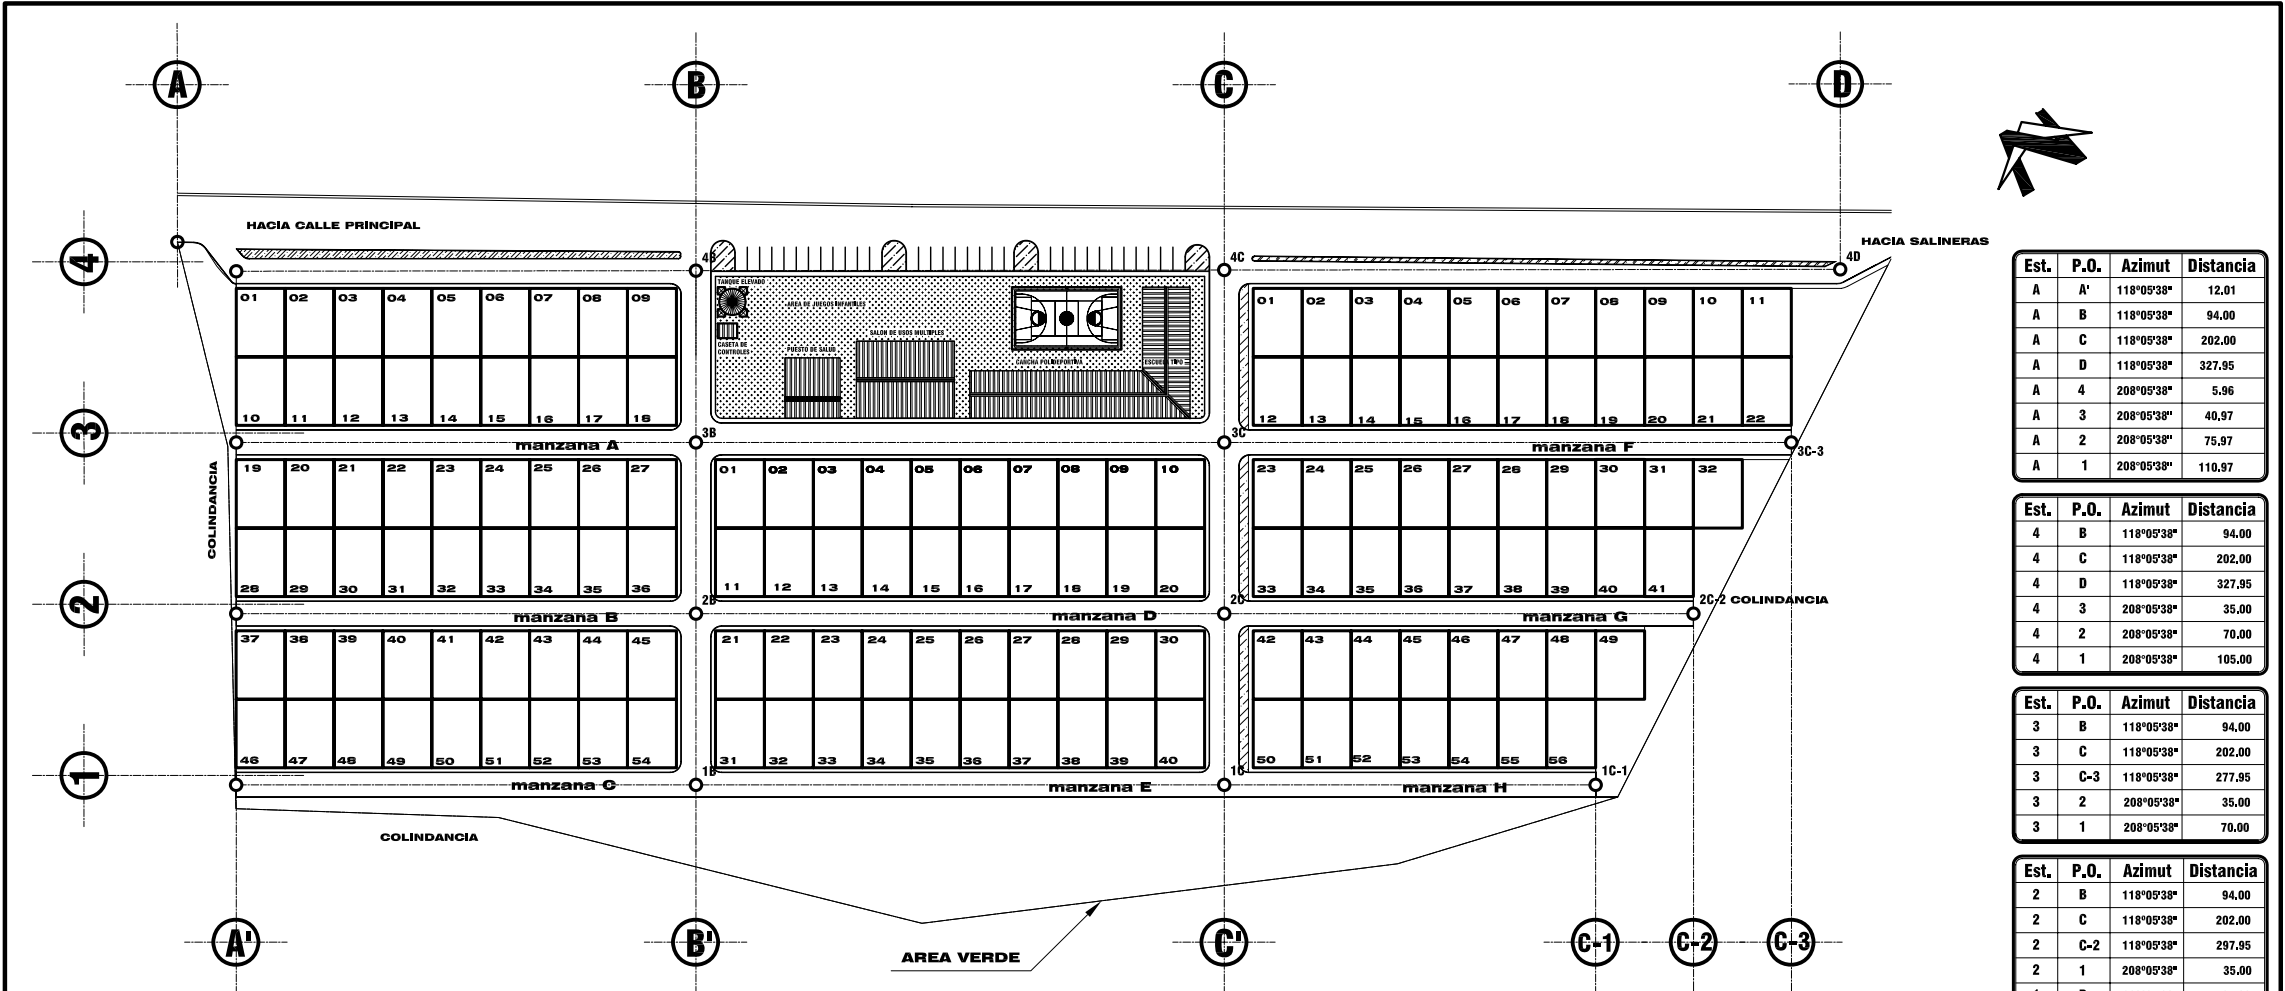 A B C D
HACIA CALLE PRINCIPAL
HACIA SALINERAS
4 4B 4C 4D
01 02 03 04 05 06 07 08 09
TANQUE ELEVADO
AREA DE JUEGOS INFANTILES
SALON DE USOS MULTIPLES
CASETA DE
CONTROLES
PUESTO DE SALUD
CANCHA POLIDEPORTIVA
ESCUELA TIPO
01 02 03 04 05 06 07 08 09 10 11
10 11 12 13 14 15 16 17 18
12 13 14 15 16 17 18 19 20 21 22
3 manzana A 3B 3C manzana F 3C-3
COLINDANCIA
19 20 21 22 23 24 25 26 27
01 02 03 04 05 06 07 08 09 10
23 24 25 26 27 28 29 30 31 32
28 29 30 31 32 33 34 35 36
11 12 13 14 15 16 17 18 19 20
33 34 35 36 37 38 39 40 41
2 manzana B 2B manzana D 2C manzana G 2C-2 COLINDANCIA
37 38 39 40 41 42 43 44 45
21 22 23 24 25 26 27 28 29 30
42 43 44 45 46 47 48 49
46 47 48 49 50 51 52 53 54
31 32 33 34 35 36 37 38 39 40
50 51 52 53 54 55 56
1 manzana C 1B manzana E 1C manzana H 1C-1
COLINDANCIA
AREA VERDE
A' B' C' C-1 C-2 C-3
Est. P.O. Azimut Distancia
A A' 118°05'38" 12.01
A B 118°05'38" 94.00
A C 118°05'38" 202.00
A D 118°05'38" 327.95
A 4 208°05'38" 5.96
A 3 208°05'38" 40.97
A 2 208°05'38" 75.97
A 1 208°05'38" 110.97
Est. P.O. Azimut Distancia
4 B 118°05'38" 94.00
4 C 118°05'38" 202.00
4 D 118°05'38" 327.95
4 3 208°05'38" 35.00
4 2 208°05'38" 70.00
4 1 208°05'38" 105.00
Est. P.O. Azimut Distancia
3 B 118°05'38" 94.00
3 C 118°05'38" 202.00
3 C-3 118°05'38" 277.95
3 2 208°05'38" 35.00
3 1 208°05'38" 70.00
Est. P.O. Azimut Distancia
2 B 118°05'38" 94.00
2 C 118°05'38" 202.00
2 C-2 118°05'38" 297.95
2 1 208°05'38" 35.00